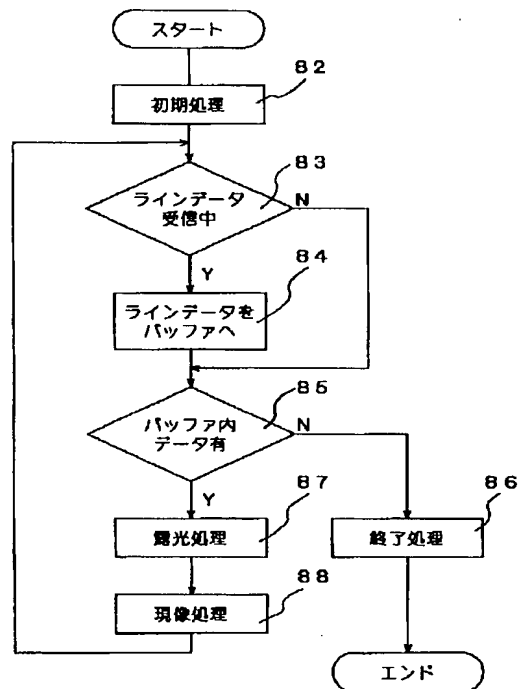 スタート
82
初期処理
83
ラインデータ
受信中
N
Y
84
ラインデータを
バッファへ
85
バッファ内
データ有
N
Y
87
露光処理
86
終了処理
88
現像処理
エンド